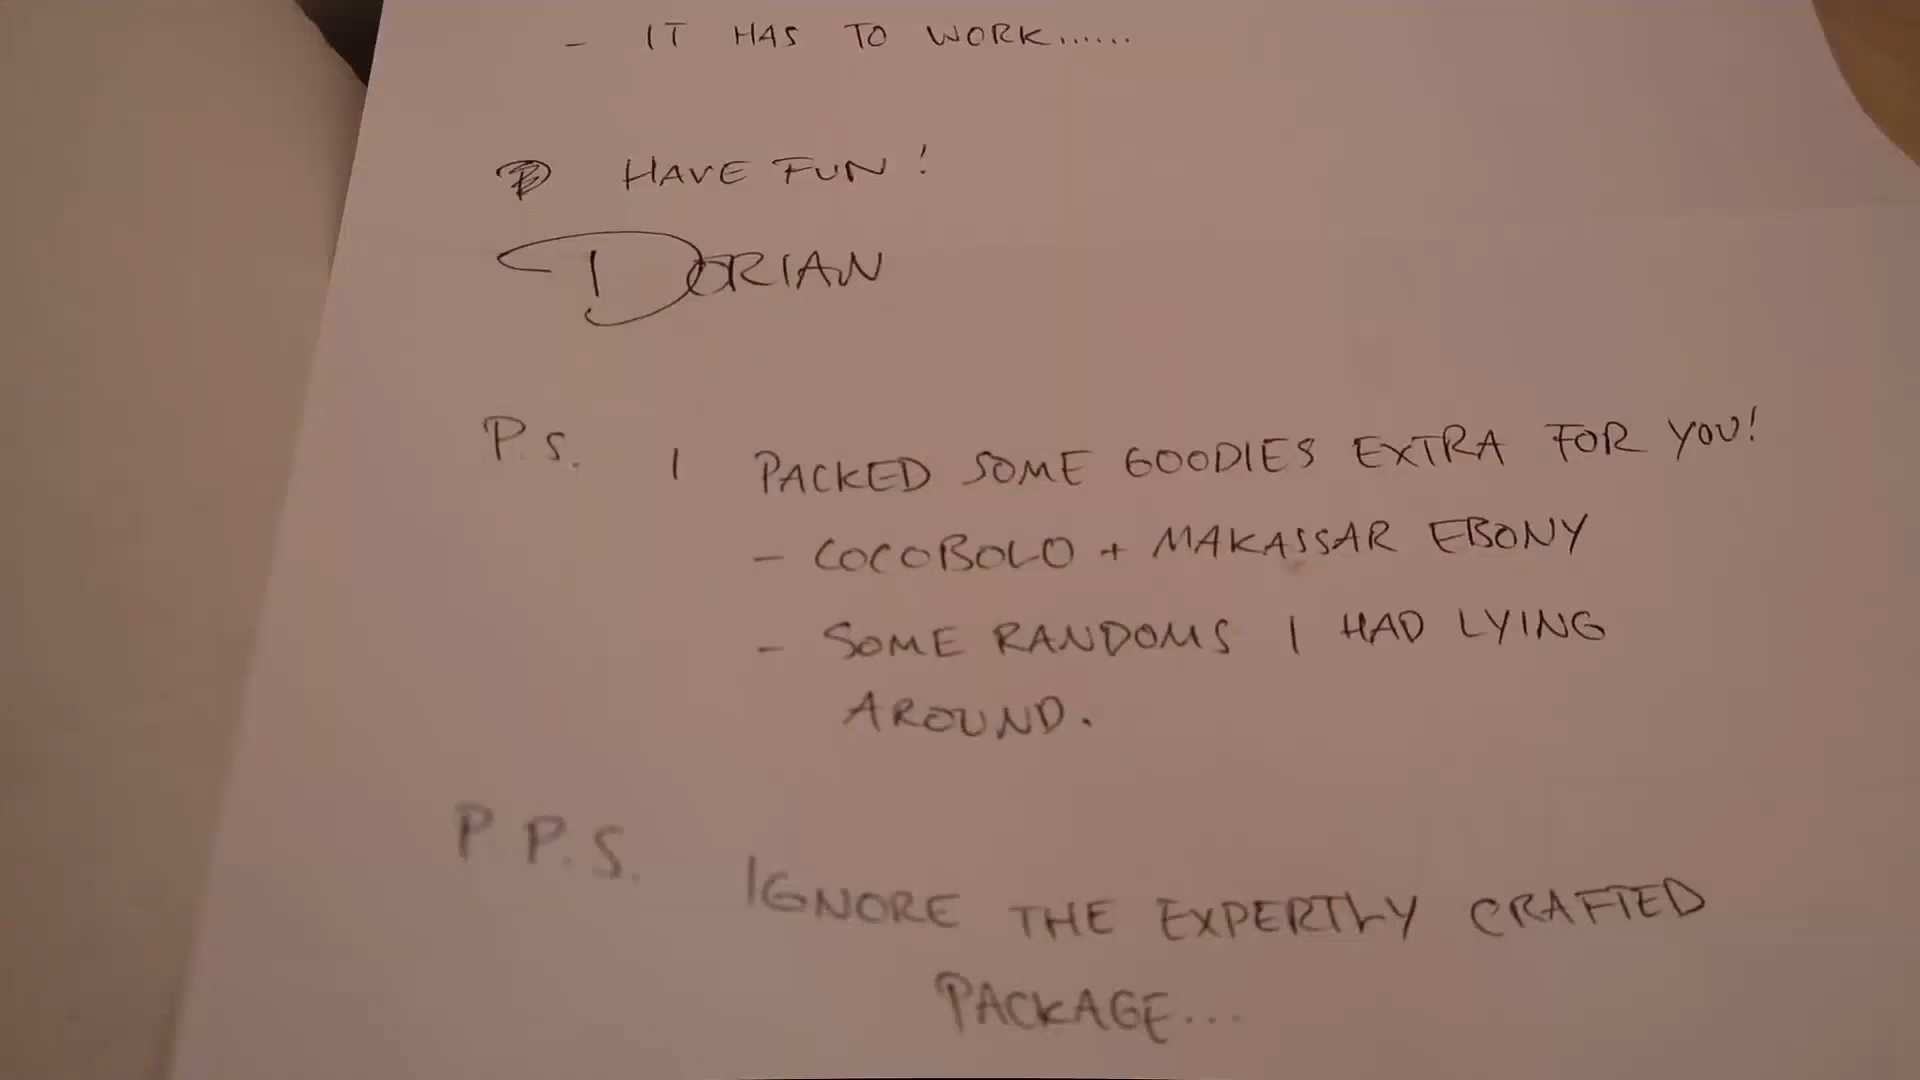 - IT HAS TO WORK......
HAVE FUN!
DORIAN
P.S. I PACKED SOME GOODIES EXTRA FOR YOU!
- COCOBOLO + MAKASSAR EBONY
- SOME RANDOMS I HAD LYING
AROUND.
P.P.S. IGNORE THE EXPERTLY CRAFTED
PACKAGE...